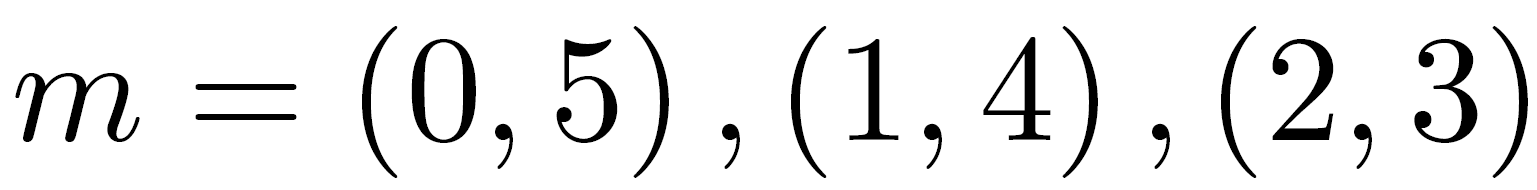 m = (0, 5) , (1, 4) , (2, 3)